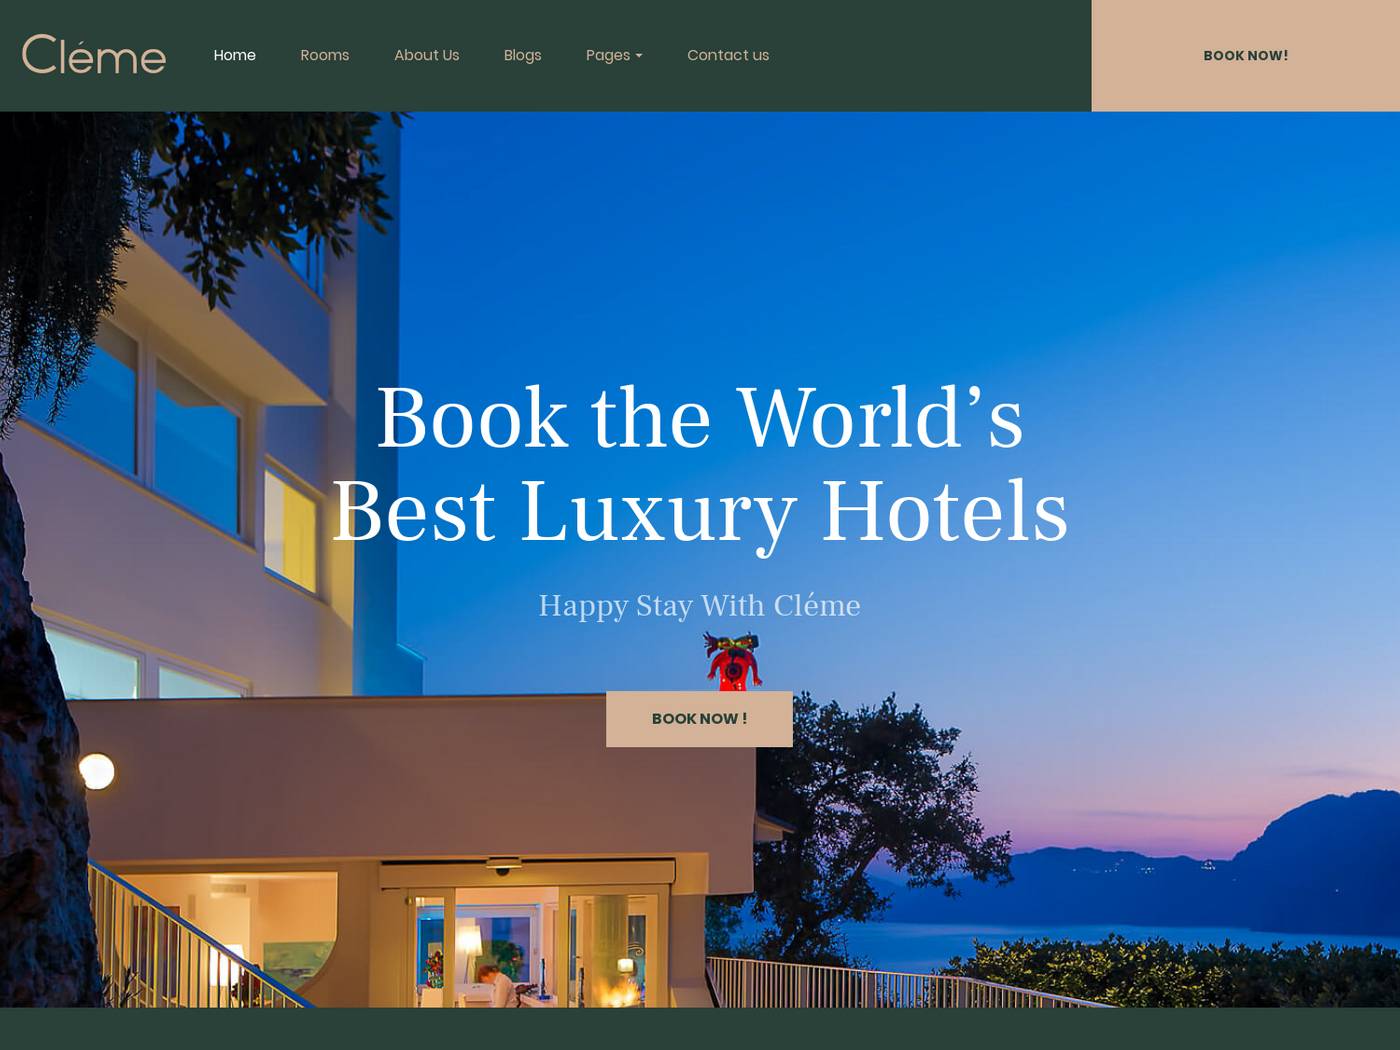 Cléme
Home Rooms About Us Blogs Pages Contact us
BOOK NOW!
Book the World’s
Best Luxury Hotels
Happy Stay With Cléme
BOOK NOW !